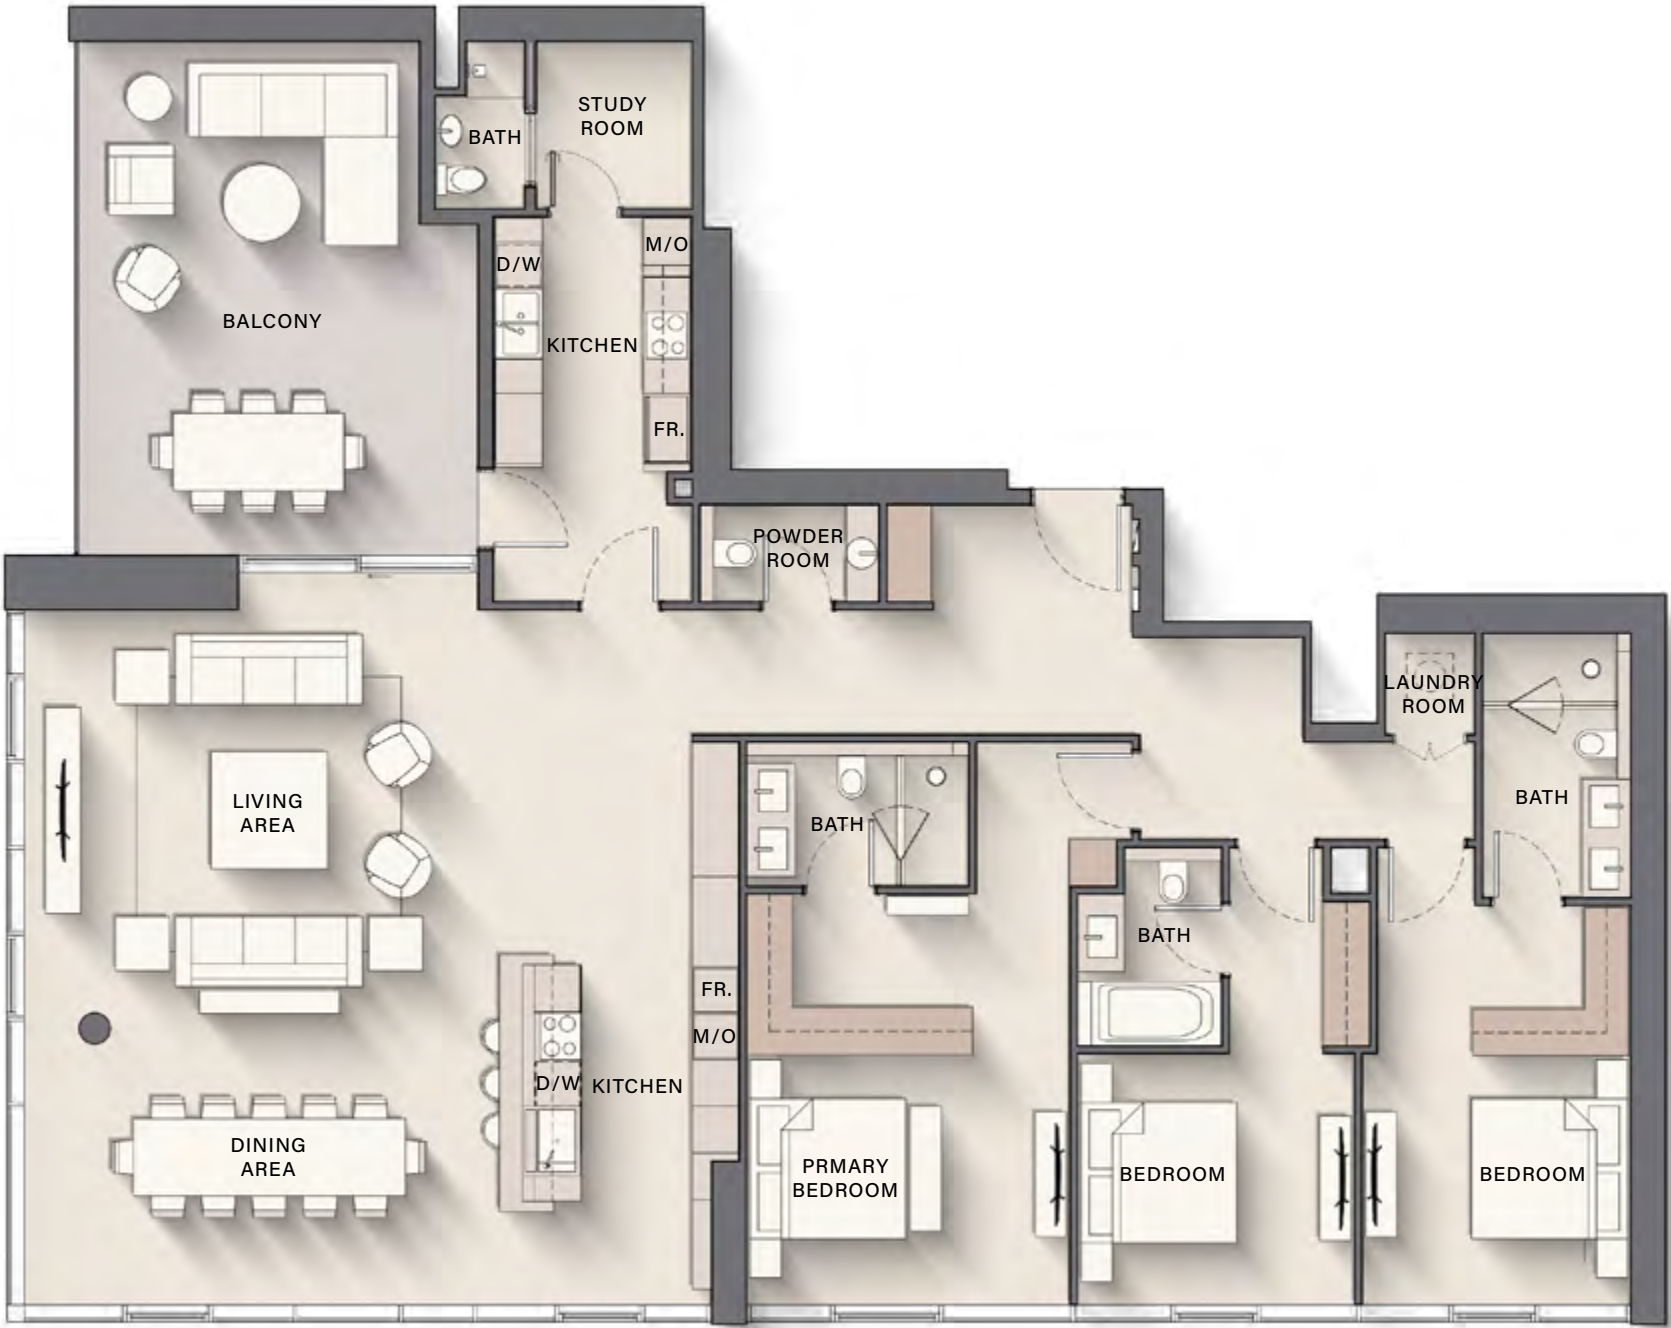 STUDY
ROOM
BATH
M/O
D/W
BALCONY
KITCHEN
FR.
POWDER
ROOM
LAUNDRY
ROOM
LIVING
AREA
BATH
BATH
BATH
FR.
M/O
D/W
KITCHEN
DINING
AREA
PRMARY
BEDROOM
BEDROOM
BEDROOM